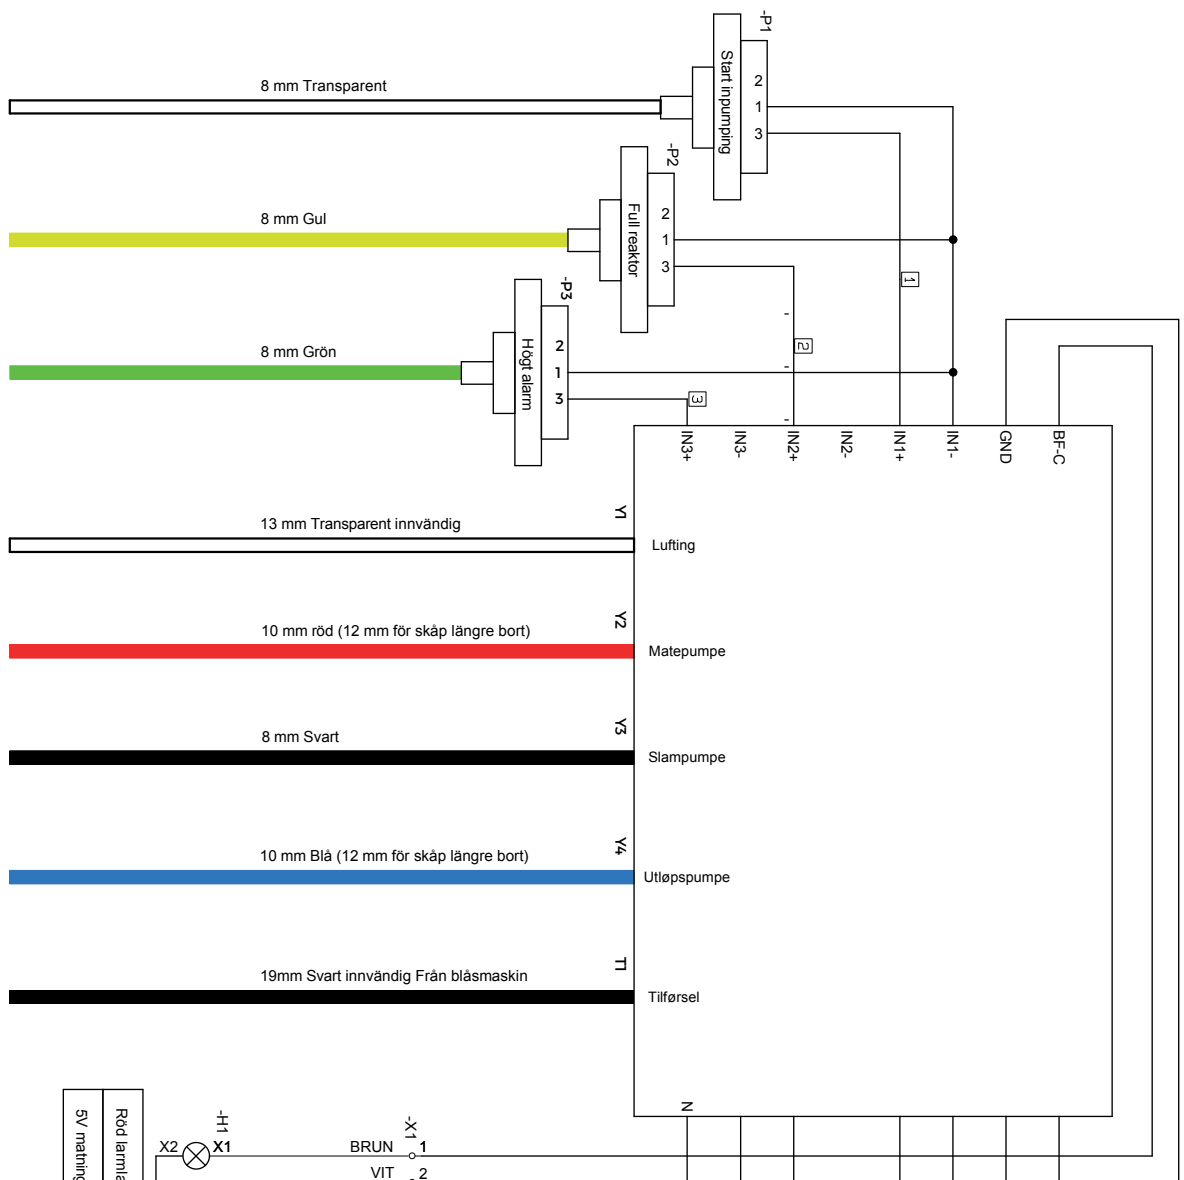 -P1
Start inpumping
2
1
3
8 mm Transparent
-P2
Full reaktor
2
1
3
8 mm Gul
1
-P3
Högt alarm
2
1
3
8 mm Grön
2
3
IN3+
IN3-
IN2+
IN2-
IN1+
IN1-
GND
BF-C
13 mm Transparent innvändig
Y1
Lufting
10 mm röd (12 mm för skåp längre bort)
Y2
Matepumpe
8 mm Svart
Y3
Slampumpe
10 mm Blå (12 mm för skåp längre bort)
Y4
Utløpspumpe
19mm Svart innvändig Från blåsmaskin
T1
Tilførsel
N
5V matning
Röd larmla
-H1
X2
X1
-X1
BRUN
1
VIT
2